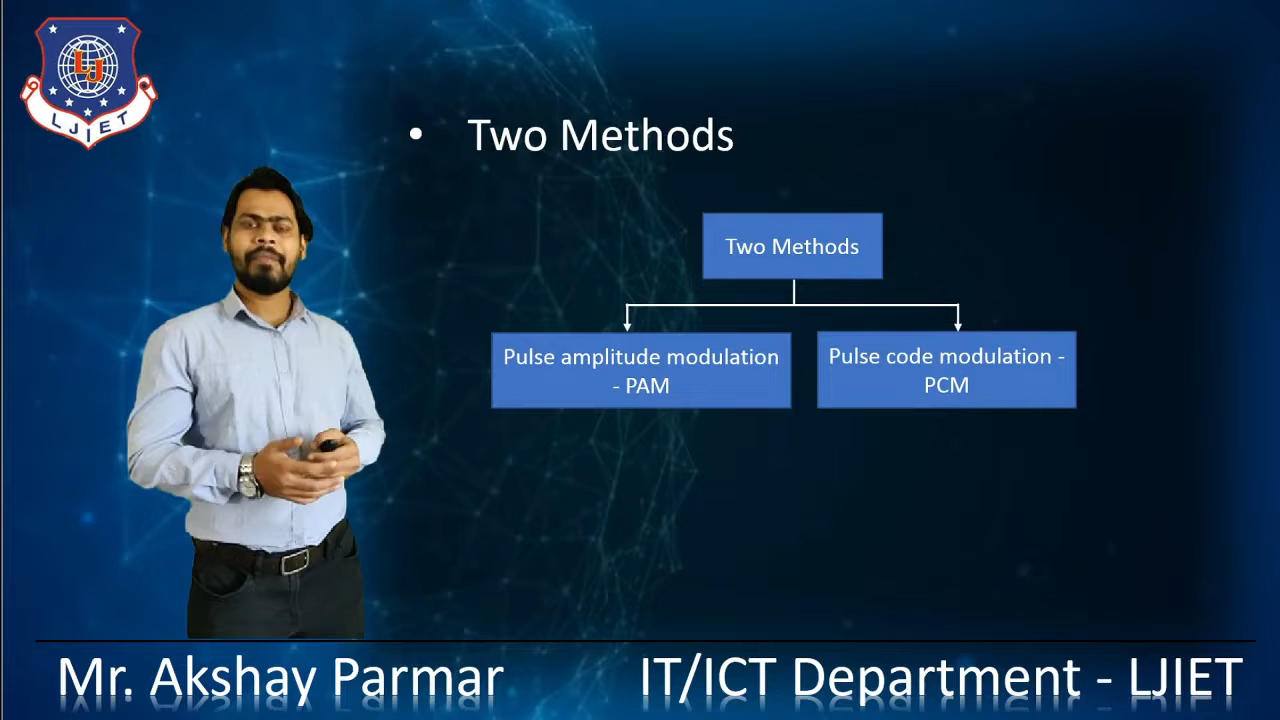 LJ
LJIET
• Two Methods
Two Methods
Pulse amplitude modulation
- PAM
Pulse code modulation -
PCM
Mr. Akshay Parmar
IT/ICT Department - LJIET